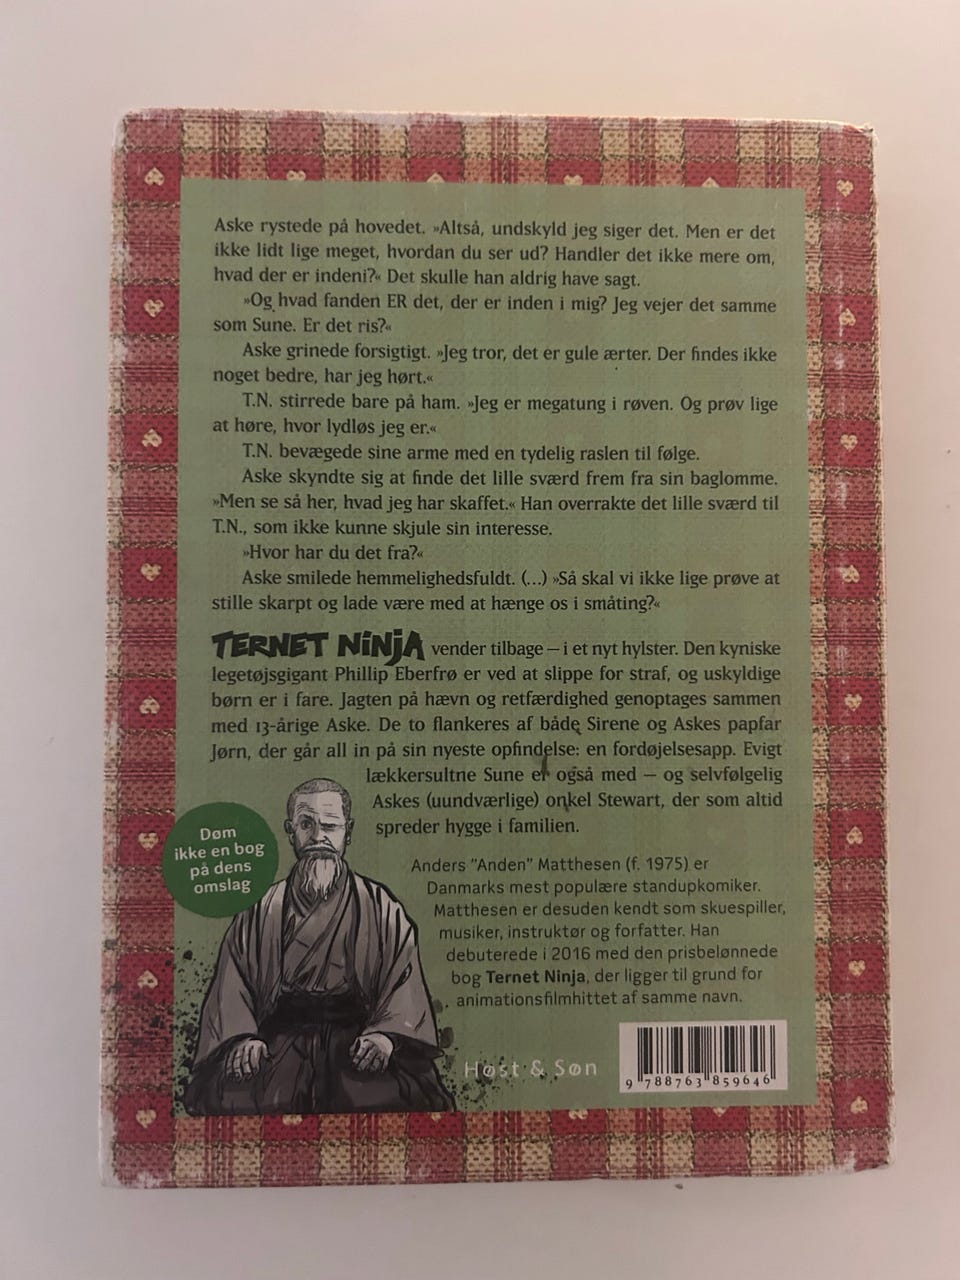 Aske rystede på hovedet. »Altså, undskyld jeg siger det. Men er det
ikke lidt lige meget, hvordan du ser ud? Handler det ikke mere om,
hvad der er indeni?« Det skulle han aldrig have sagt.
»Og hvad fanden ER det, der er inden i mig? Jeg vejer det samme
som Sune. Er det ris?«
Aske grinede forsigtigt. »Jeg tror, det er gule ærter. Der findes ikke
noget bedre, har jeg hørt.«
T.N. stirrede bare på ham. »Jeg er megatung i røven. Og prøv lige
at høre, hvor lydløs jeg er.«
T.N. bevægede sine arme med en tydelig raslen til følge.
Aske skyndte sig at finde det lille sværd frem fra sin baglomme.
»Men se så her, hvad jeg har skaffet.« Han overrakte det lille sværd til
T.N., som ikke kunne skjule sin interesse.
»Hvor har du det fra?«
Aske smilede hemmelighedsfuldt. (...) »Så skal vi ikke lige prøve at
stille skarpt og lade være med at hænge os i småting?«
TERNET NINJA vender tilbage – i et nyt hylster. Den kyniske
legetøjsgigant Phillip Eberfrø er ved at slippe for straf, og uskyldige
børn er i fare. Jagten på hævn og retfærdighed genoptages sammen
med 13-årige Aske. De to flankeres af både Sirene og Askes papfar
Jørn, der går all in på sin nyeste opfindelse: en fordøjelsesapp. Evigt
lækkersultne Sune er også med – og selvfølgelig
Askes (uundværlige) onkel Stewart, der som altid
spreder hygge i familien.
Døm
ikke en bog
på dens
omslag
Anders "Anden" Matthesen (f. 1975) er
Danmarks mest populære standupkomiker.
Matthesen er desuden kendt som skuespiller,
musiker, instruktør og forfatter. Han
debuterede i 2016 med den prisbelønnede
bog Ternet Ninja, der ligger til grund for
animationsfilmhittet af samme navn.
Høst & Søn
9 788763 859646